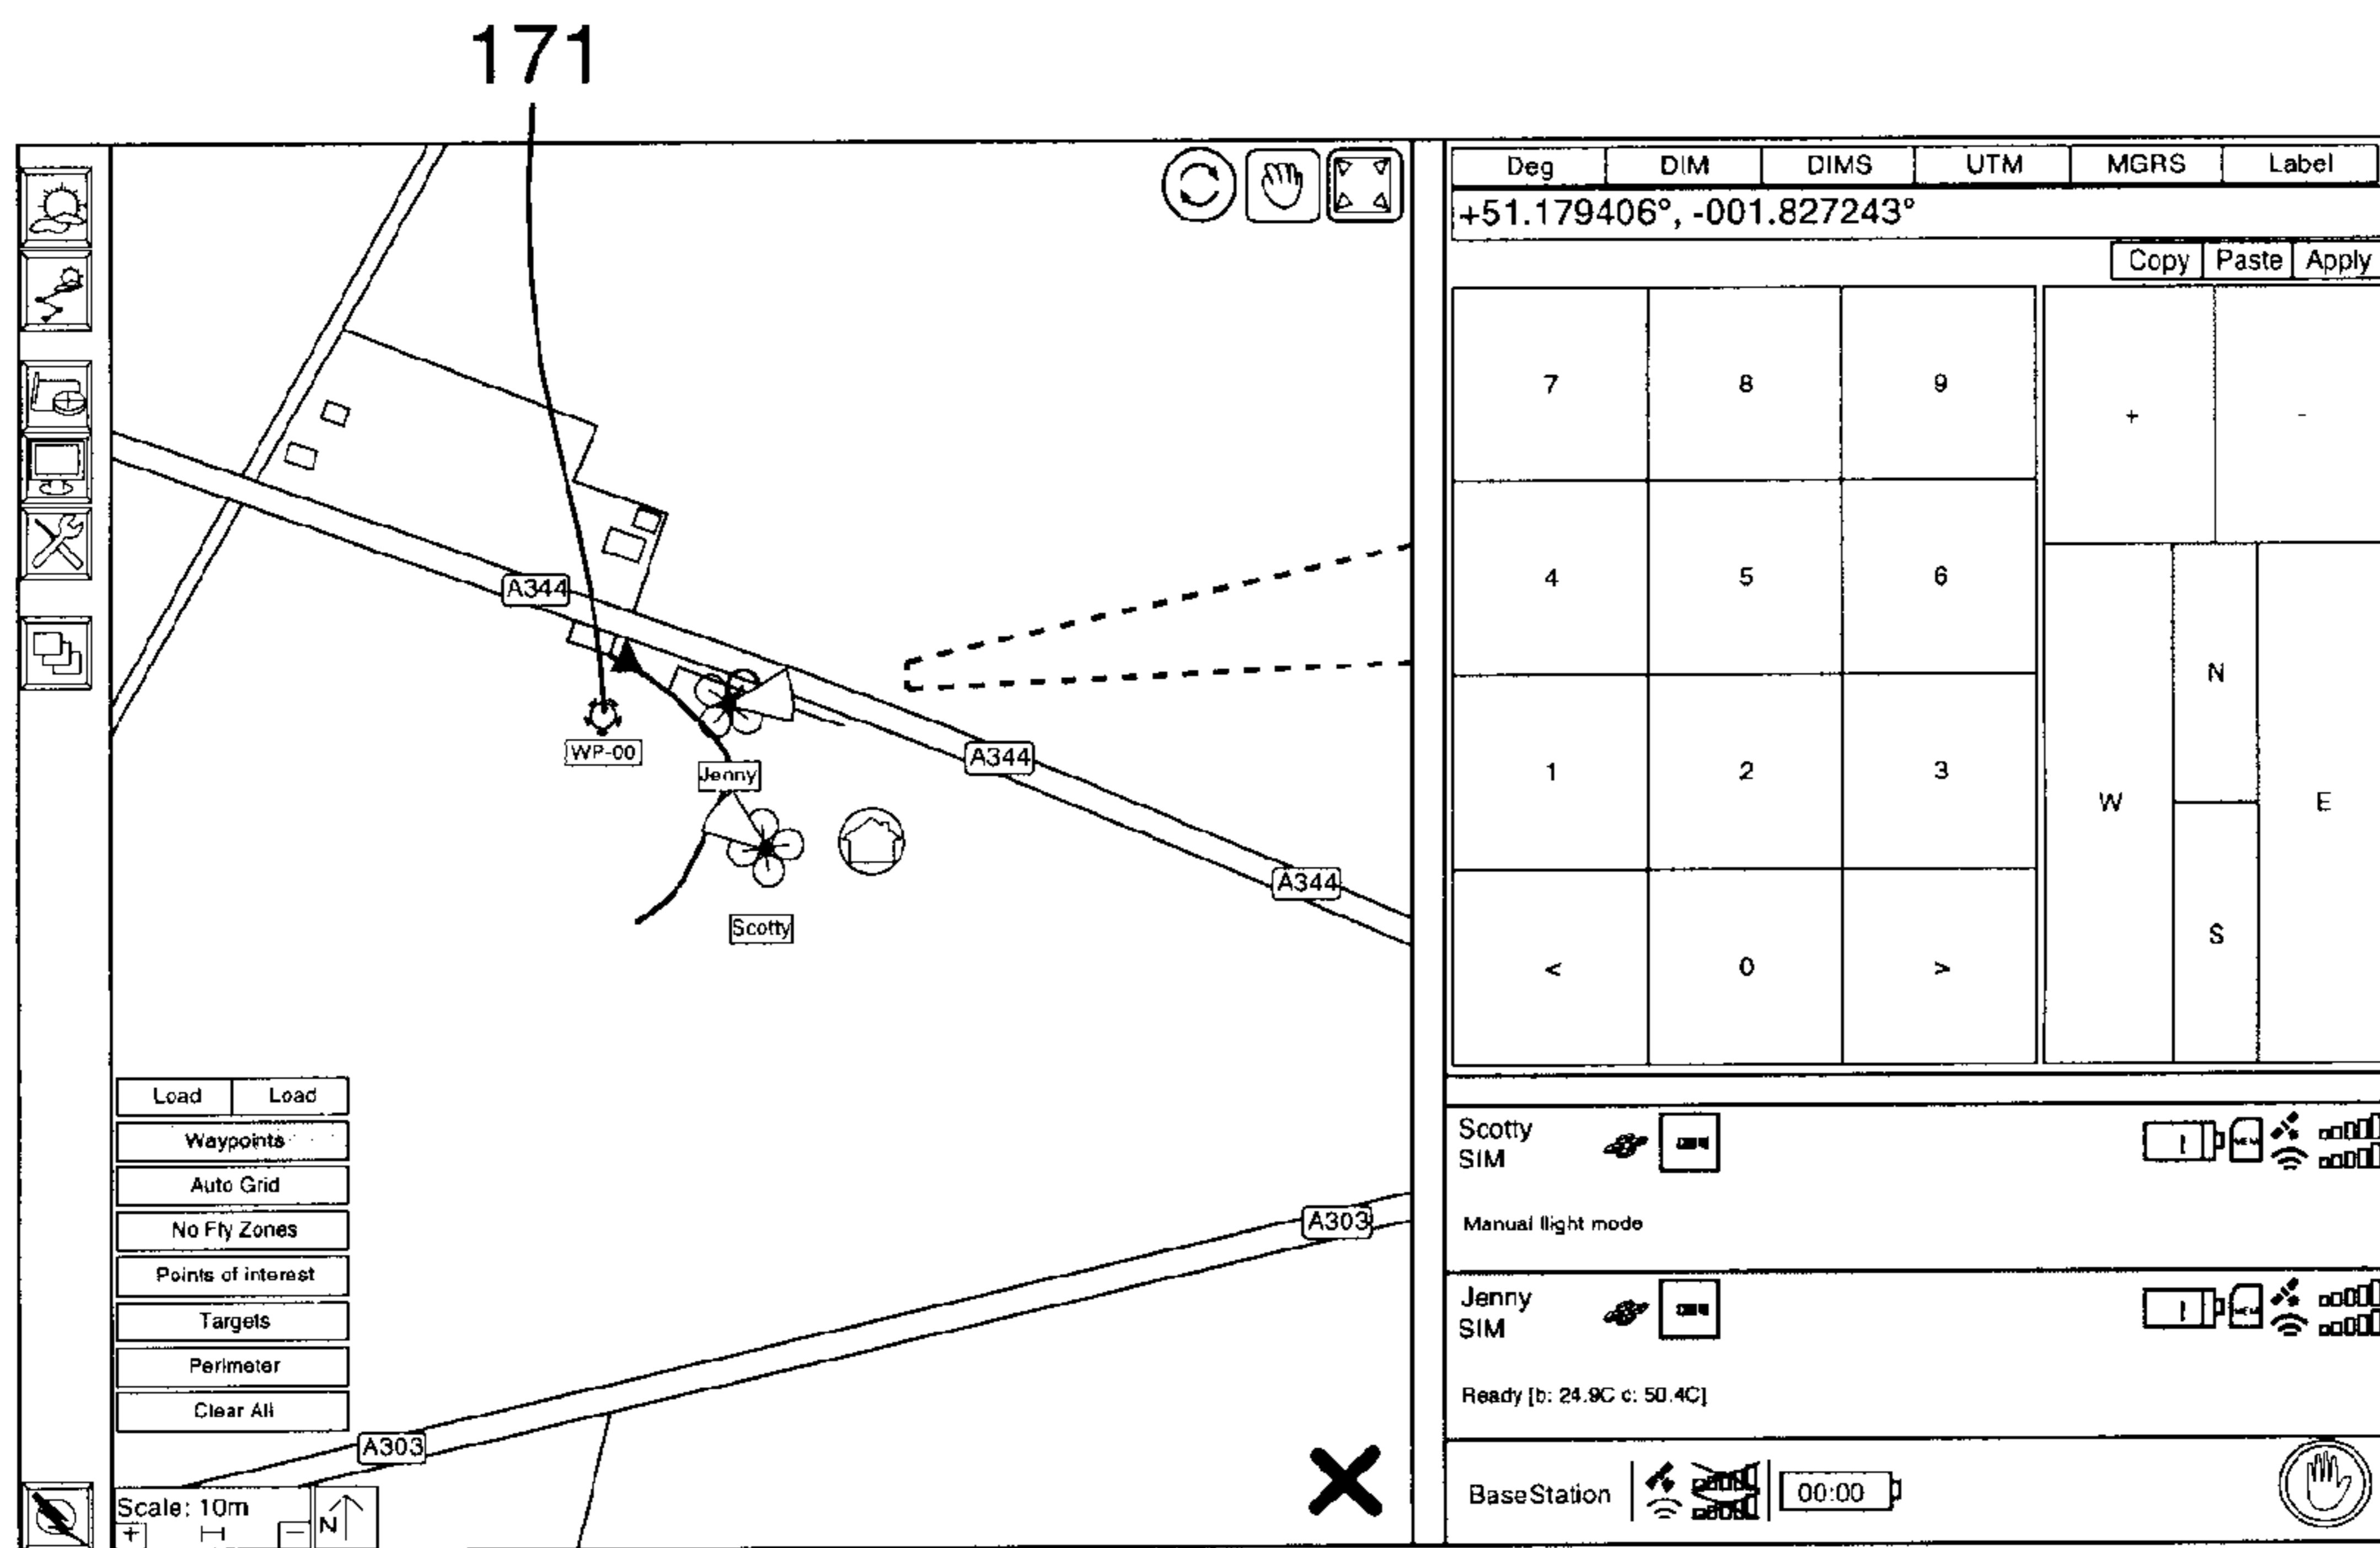 171
Deg DIM DIMS UTM MGRS Label
+51.179406°, -001.827243°
Copy Paste Apply
7 8 9 + -
4 5 6
1 2 3
< 0 >
N
W E
S
A344
WP-00
Jenny
A344
Scotty
A344
Load Load
Waypoints
Auto Grid
No Fly Zones
Points of interest
Targets
Perimeter
Clear All
A303
A303
Scale: 10m
+ −
N
Scotty
SIM
MEM
Manual flight mode
Jenny
SIM
MEM
Ready [b: 24.9C c: 50.4C]
BaseStation 00:00